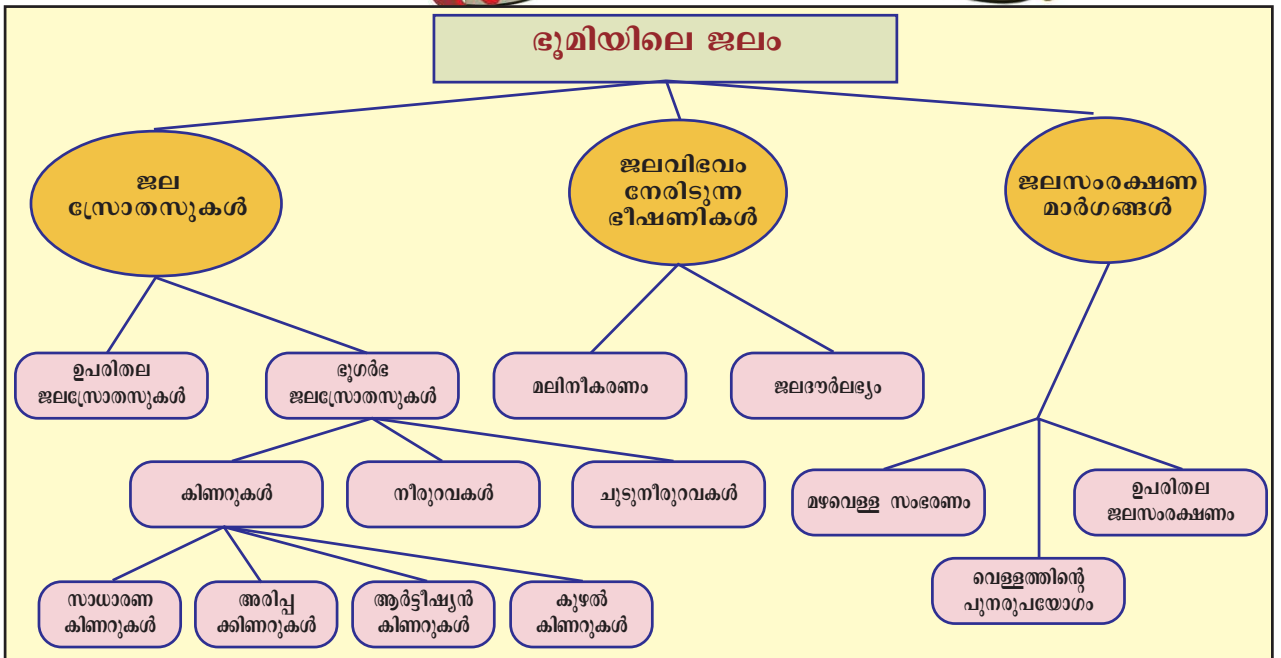 ഭൂമിയിലെ ജലം
ജല
സ്രോതസുകൾ
ജലവിഭവം
നേരിടുന്ന
ഭീഷണികൾ
ജലസംരക്ഷണ
മാർഗങ്ങൾ
ഉപരിതല
ജലസ്രോതസുകൾ
ഭൂഗർഭ
ജലസ്രോതസുകൾ
മലിനീകരണം
ജലദൗർലഭ്യം
കിണറുകൾ
നീരുറവകൾ
ചുടുനീരുറവകൾ
മഴവെള്ള സംഭരണം
ഉപരിതല
ജലസംരക്ഷണം
വെള്ളത്തിന്റെ
പുനരുപയോഗം
സാധാരണ
കിണറുകൾ
അരിപ്പ
ക്കിണറുകൾ
ആർട്ടീഷ്യൻ
കിണറുകൾ
കുഴൽ
കിണറുകൾ